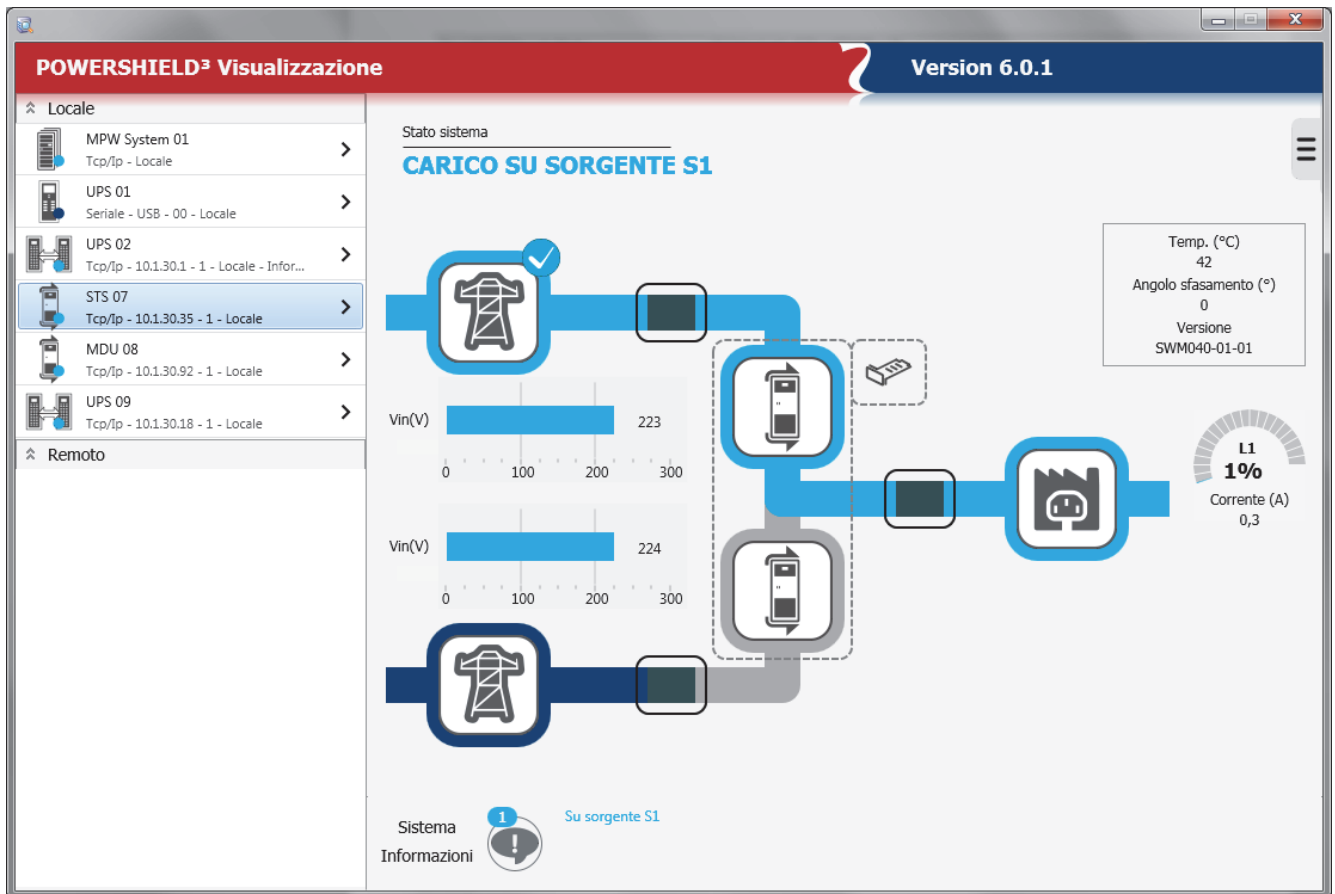 POWERSHIELD³ Visualizzazione
Version 6.0.1
Locale
MPW System 01
Tcp/Ip - Locale
UPS 01
Seriale - USB - 00 - Locale
UPS 02
Tcp/Ip - 10.1.30.1 - 1 - Locale - Infor...
STS 07
Tcp/Ip - 10.1.30.35 - 1 - Locale
MDU 08
Tcp/Ip - 10.1.30.92 - 1 - Locale
UPS 09
Tcp/Ip - 10.1.30.18 - 1 - Locale
Remoto
Stato sistema
CARICO SU SORGENTE S1
Temp. (°C)
42
Angolo sfasamento (°)
0
Versione
SWM040-01-01
Vin(V)
223
0 100 200 300
Vin(V)
224
0 100 200 300
L1
1%
Corrente (A)
0,3
Sistema
Informazioni
1
Su sorgente S1